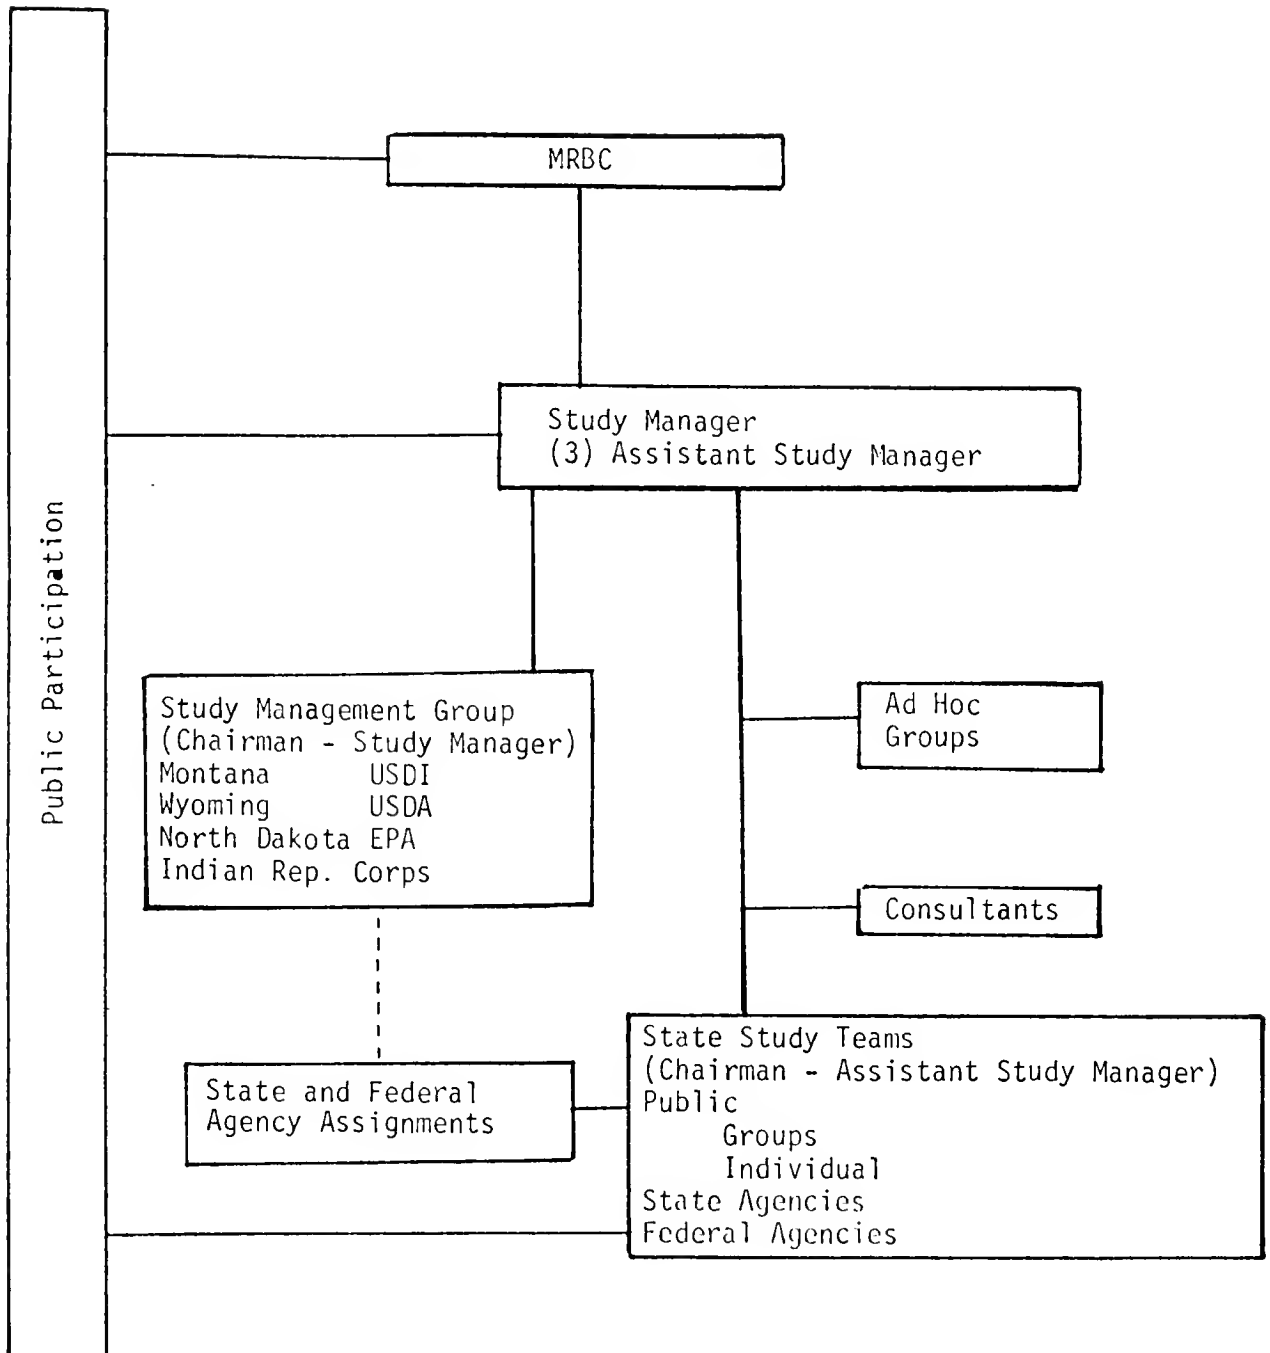 Public Participation
MRBC
Study Manager
(3) Assistant Study Manager
Study Management Group
(Chairman - Study Manager)
Montana USDI
Wyoming USDA
North Dakota EPA
Indian Rep. Corps
Ad Hoc
Groups
Consultants
State and Federal
Agency Assignments
State Study Teams
(Chairman - Assistant Study Manager)
Public
Groups
Individual
State Agencies
Federal Agencies